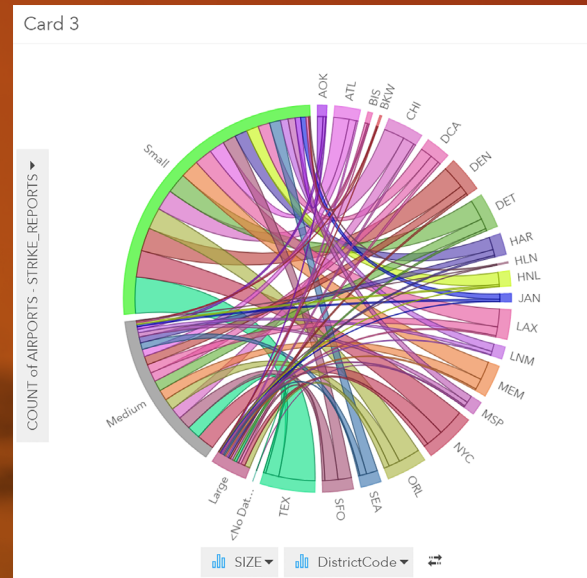 Card 3
COUNT of AIRPORTS - STRIKE_REPORTS
AOK
ATL
BIS
BKW
CHI
DCA
DEN
DET
HAR
HLN
HNL
JAN
LAX
LNM
MEM
MSP
NYC
ORL
SEA
SFO
TEX
<No Dat...
Large
Medium
Small
SIZE
DistrictCode